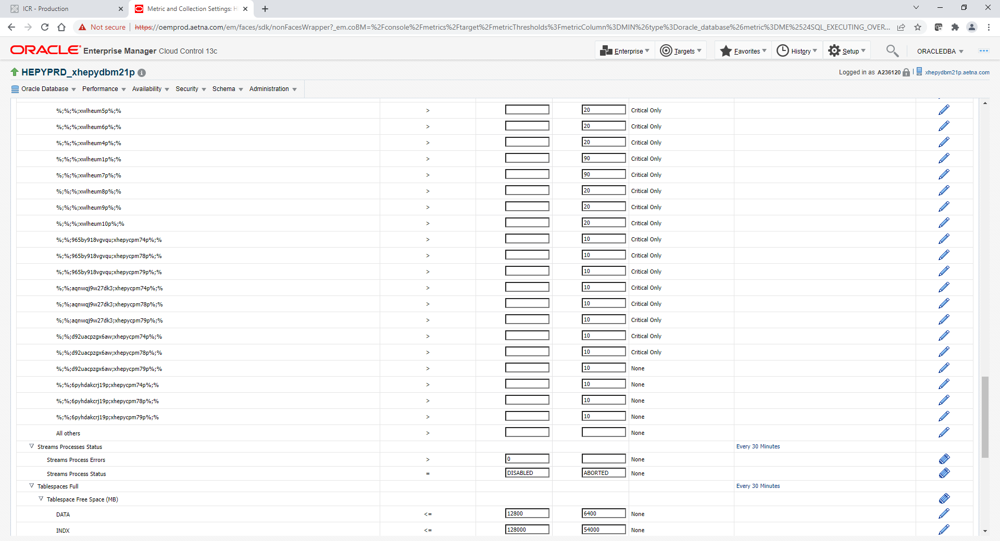 ICR - Production
Metric and Collection Settings: H
Not secure https://oemprod.aetna.com/em/faces/sdk/nonFacesWrapper?_em.coBM=%2Fconsole%2Fmetrics%2Ftarget%2FmetricThresholds%3FmetricColumn%3DMIN%26type%3Doracle_database%26metric%3DME%2524SQL_EXECUTING_OVER...
ORACLE Enterprise Manager Cloud Control 13c
Enterprise Targets Favorites History Setup ORACLEDBA
HEPYPRD_xhepydbm21p
Logged in as A236120 xhepydbm21p.aetna.com
Oracle Database Performance Availability Security Schema Administration
%;%;%;xwlheum5p%;% > 20 Critical Only
%;%;%;xwlheum6p%;% > 20 Critical Only
%;%;%;xwlheum4p%;% > 20 Critical Only
%;%;%;xwlheum1p%;% > 90 Critical Only
%;%;%;xwlheum7p%;% > 90 Critical Only
%;%;%;xwlheum8p%;% > 20 Critical Only
%;%;%;xwlheum9p%;% > 20 Critical Only
%;%;%;xwlheum10p%;% > 20 Critical Only
%;%;965by918vgvqu;xhepycpm74p%;% > 10 Critical Only
%;%;965by918vgvqu;xhepycpm78p%;% > 10 Critical Only
%;%;965by918vgvqu;xhepycpm79p%;% > 10 Critical Only
%;%;aqnwqj9w27dk3;xhepycpm74p%;% > 10 Critical Only
%;%;aqnwqj9w27dk3;xhepycpm78p%;% > 10 Critical Only
%;%;aqnwqj9w27dk3;xhepycpm79p%;% > 10 Critical Only
%;%;d92uacpzgx6aw;xhepycpm74p%;% > 10 Critical Only
%;%;d92uacpzgx6aw;xhepycpm78p%;% > 10 Critical Only
%;%;d92uacpzgx6aw;xhepycpm79p%;% > 10 None
%;%;6pyhdakcrj19p;xhepycpm74p%;% > 10 None
%;%;6pyhdakcrj19p;xhepycpm78p%;% > 10 None
%;%;6pyhdakcrj19p;xhepycpm79p%;% > 10 None
All others > None
Streams Processes Status Every 30 Minutes
Streams Process Errors > 0 None
Streams Process Status = DISABLED ABORTED None
Tablespaces Full Every 30 Minutes
Tablespace Free Space (MB)
DATA <= 12800 6400 None
INDX <= 128000 54000 None